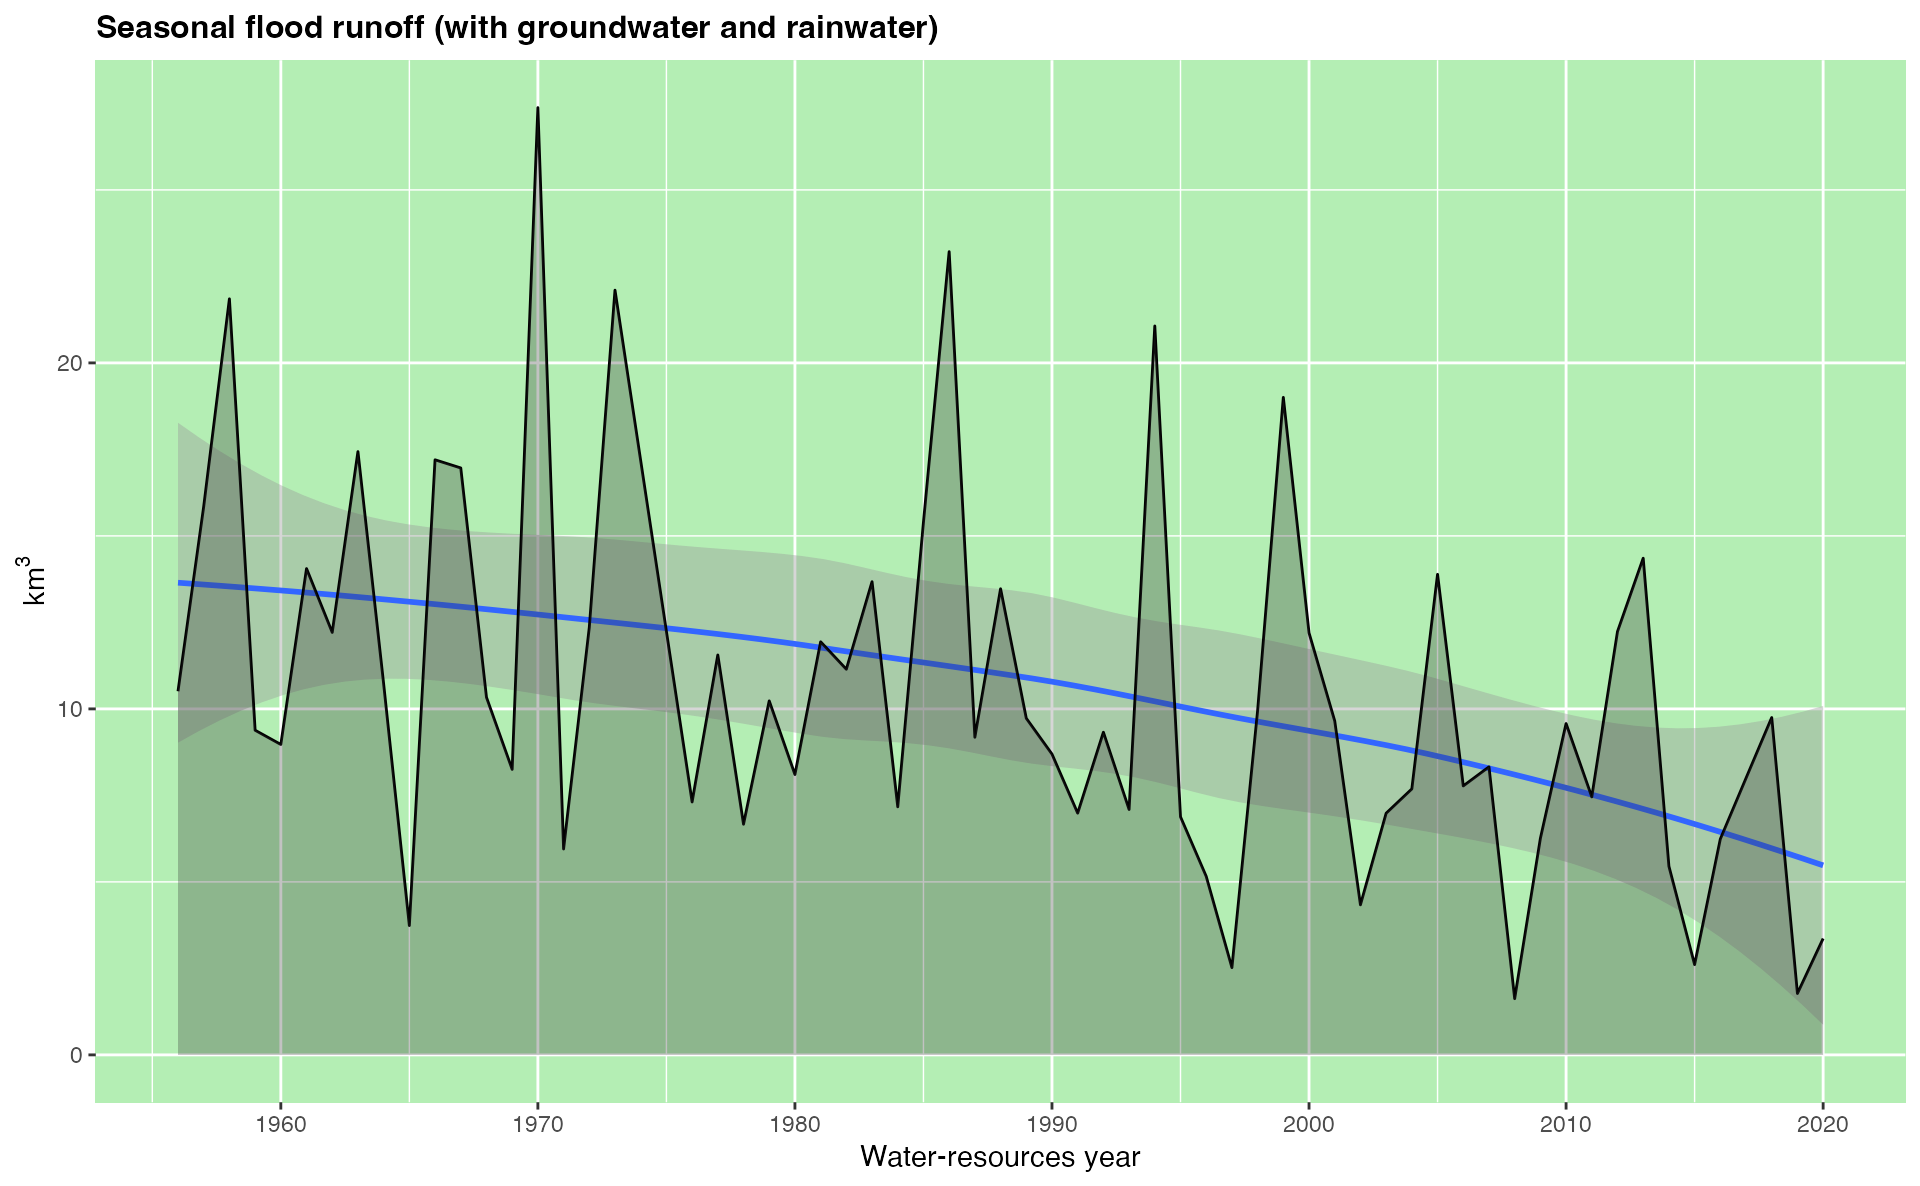 Seasonal flood runoff (with groundwater and rainwater)
km³
20
10
0
1960 1970 1980 1990 2000 2010 2020
Water-resources year